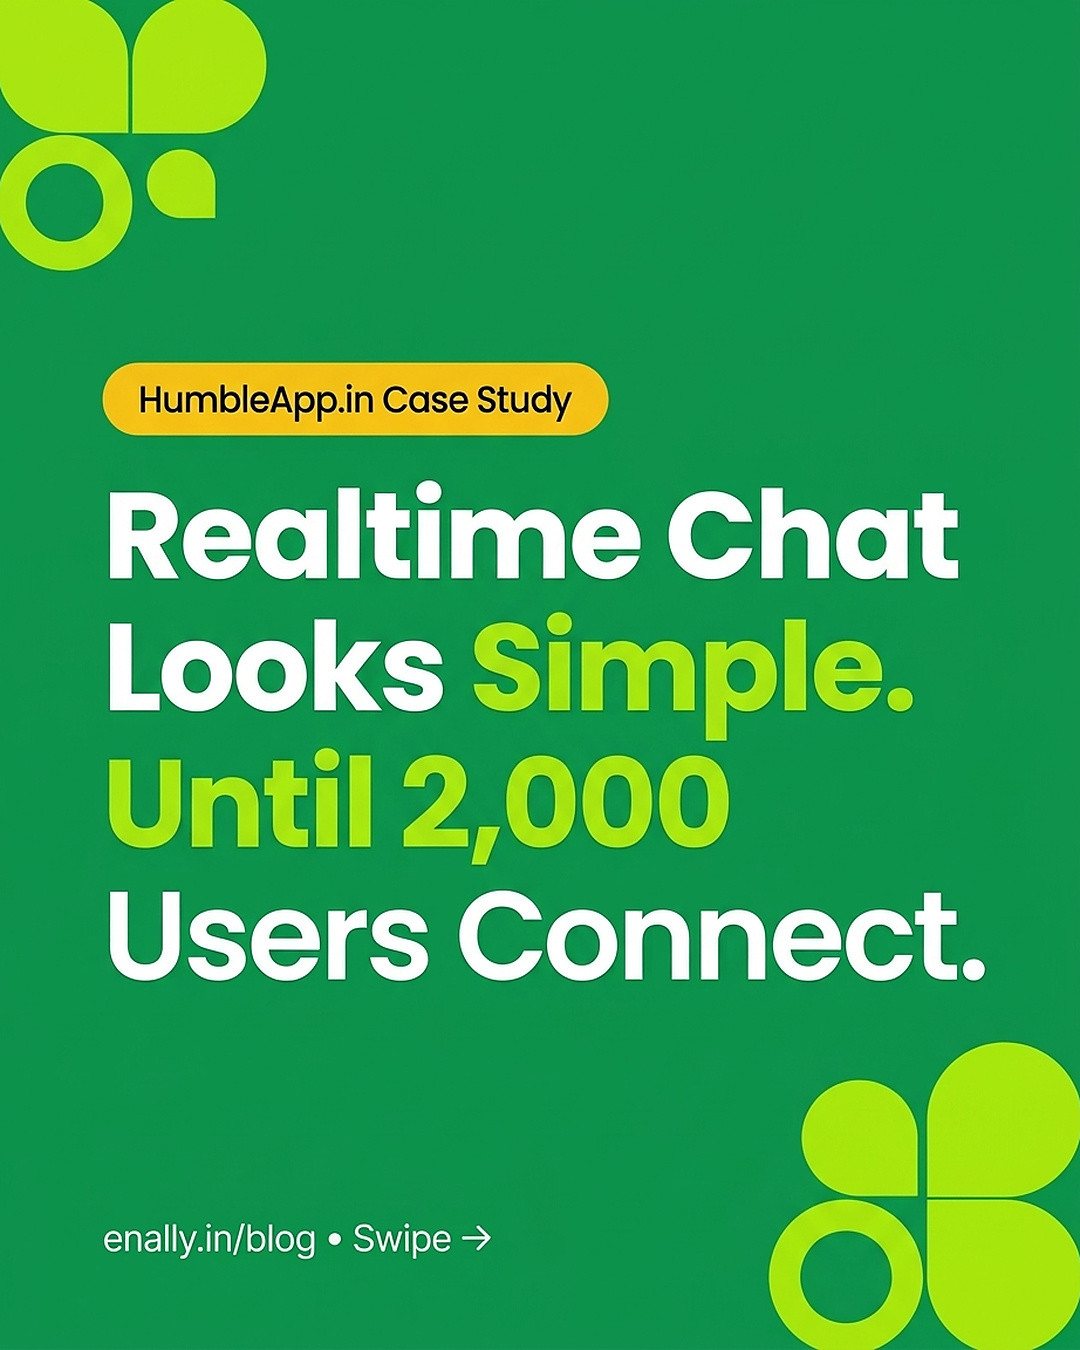 HumbleApp.in Case Study
Realtime Chat
Looks Simple.
Until 2,000
Users Connect.
enally.in/blog • Swipe →